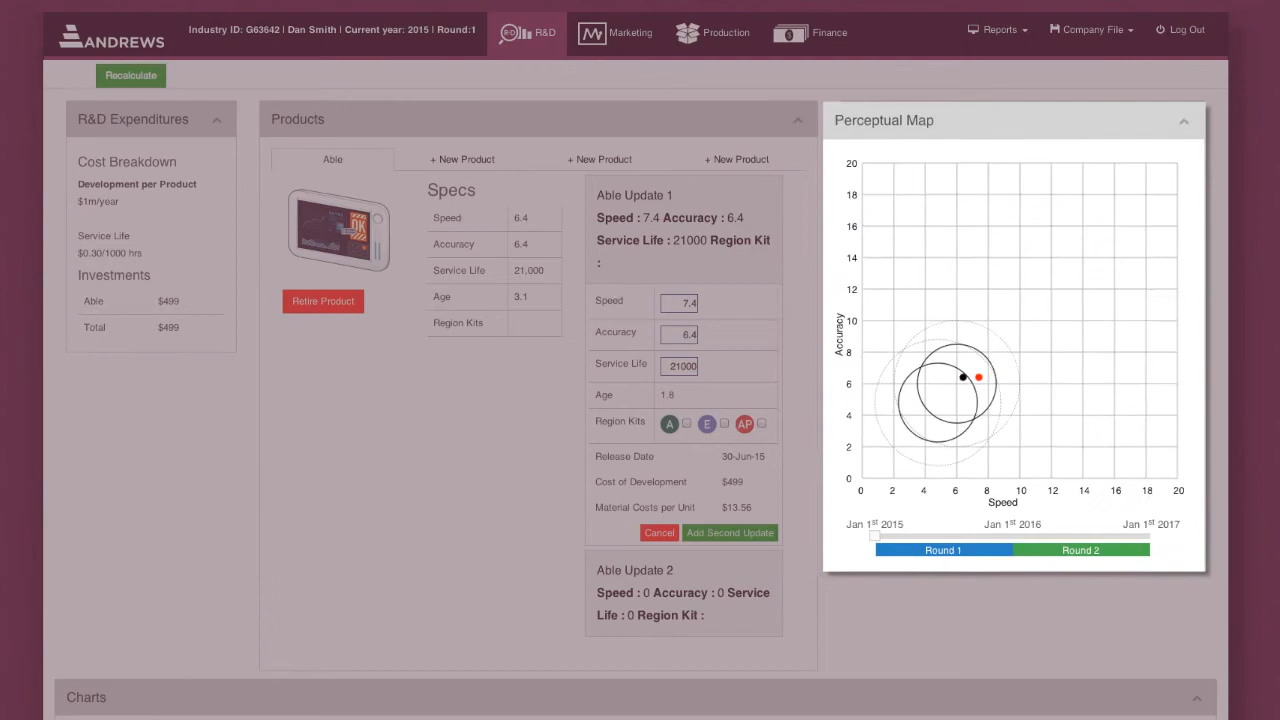 ANDREWS
Industry ID: G63642 | Dan Smith | Current year: 2015 | Round:1
R&D
Marketing
Production
Finance
Reports
Company File
Log Out
Recalculate
R&D Expenditures
Cost Breakdown
Development per Product
$1m/year
Service Life
$0.30/1000 hrs
Investments
Able $499
Total $499
Products
Able
+ New Product
+ New Product
+ New Product
OK
Retire Product
Specs
Speed 6.4
Accuracy 6.4
Service Life 21,000
Age 3.1
Region Kits
Able Update 1
Speed : 7.4 Accuracy : 6.4
Service Life : 21000 Region Kit
:
Speed 7.4
Accuracy 6.4
Service Life 21000
Age 1.8
Region Kits A E AP
Release Date 30-Jun-15
Cost of Development $499
Material Costs per Unit $13.56
Cancel Add Second Update
Able Update 2
Speed : 0 Accuracy : 0 Service
Life : 0 Region Kit :
Perceptual Map
20
18
16
14
12
10
8
6
4
2
0
Accuracy
0 2 4 6 8 10 12 14 16 18 20
Speed
Jan 1st 2015 Jan 1st 2016 Jan 1st 2017
Round 1 Round 2
Charts